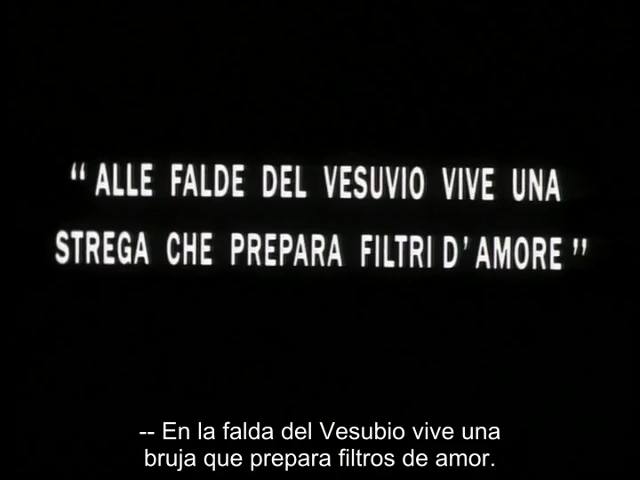 “ ALLE FALDE DEL VESUVIO VIVE UNA
STREGA CHE PREPARA FILTRI D’ AMORE ”
-- En la falda del Vesubio vive una
bruja que prepara filtros de amor.